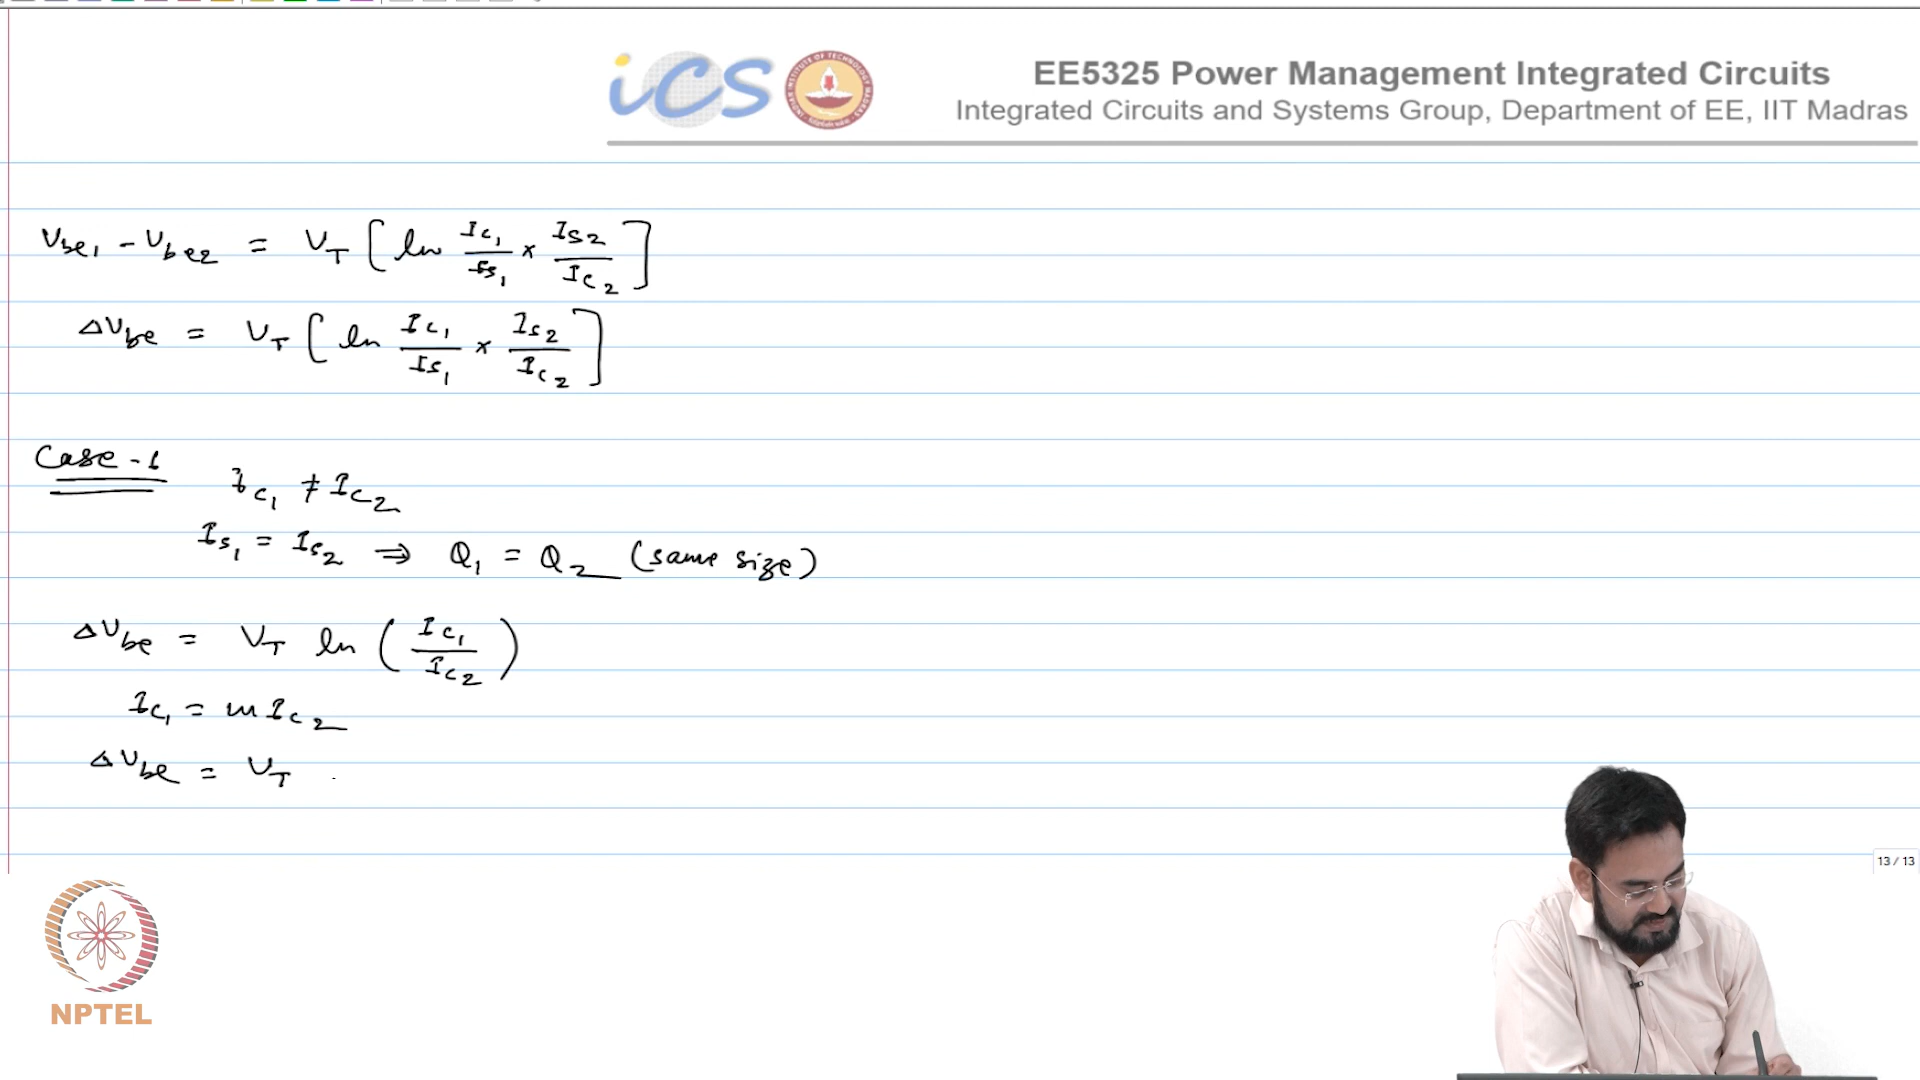 iCS
EE5325 Power Management Integrated Circuits
Integrated Circuits and Systems Group, Department of EE, IIT Madras
Vbe1 - Vbe2 = VT [ ln Ic1/Is1 × Is2/Ic2 ]
ΔVbe = VT [ ln Ic1/Is1 × Is2/Ic2 ]
Case-1
Ic1 ≠ Ic2
Is1 = Is2 ⇒ Q1 = Q2 (same size)
ΔVbe = VT ln ( Ic1/Ic2 )
Ic1 = m Ic2
ΔVbe = VT
13 / 13
NPTEL